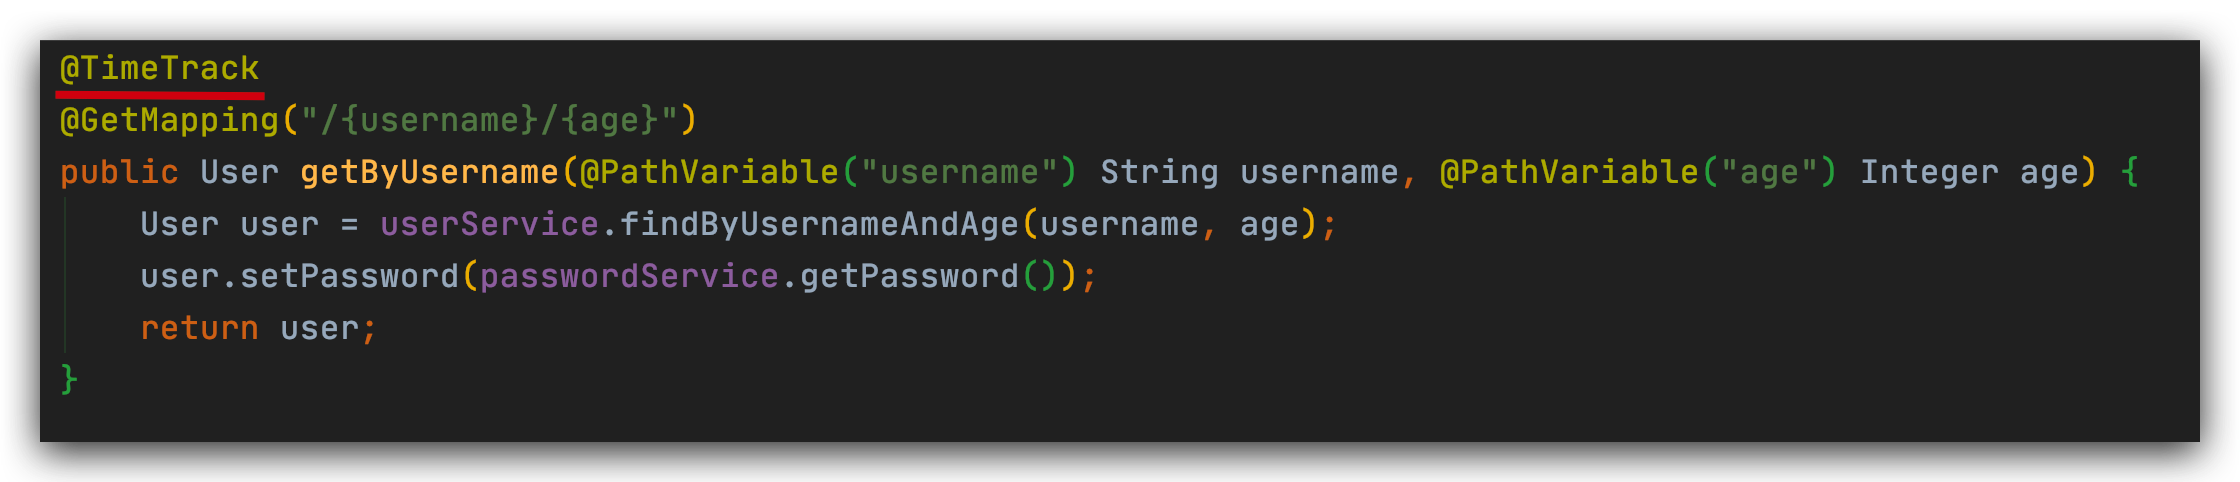 @TimeTrack
@GetMapping("/{username}/{age}")
public User getByUsername(@PathVariable("username") String username, @PathVariable("age") Integer age) {
    User user = userService.findByUsernameAndAge(username, age);
    user.setPassword(passwordService.getPassword());
    return user;
}